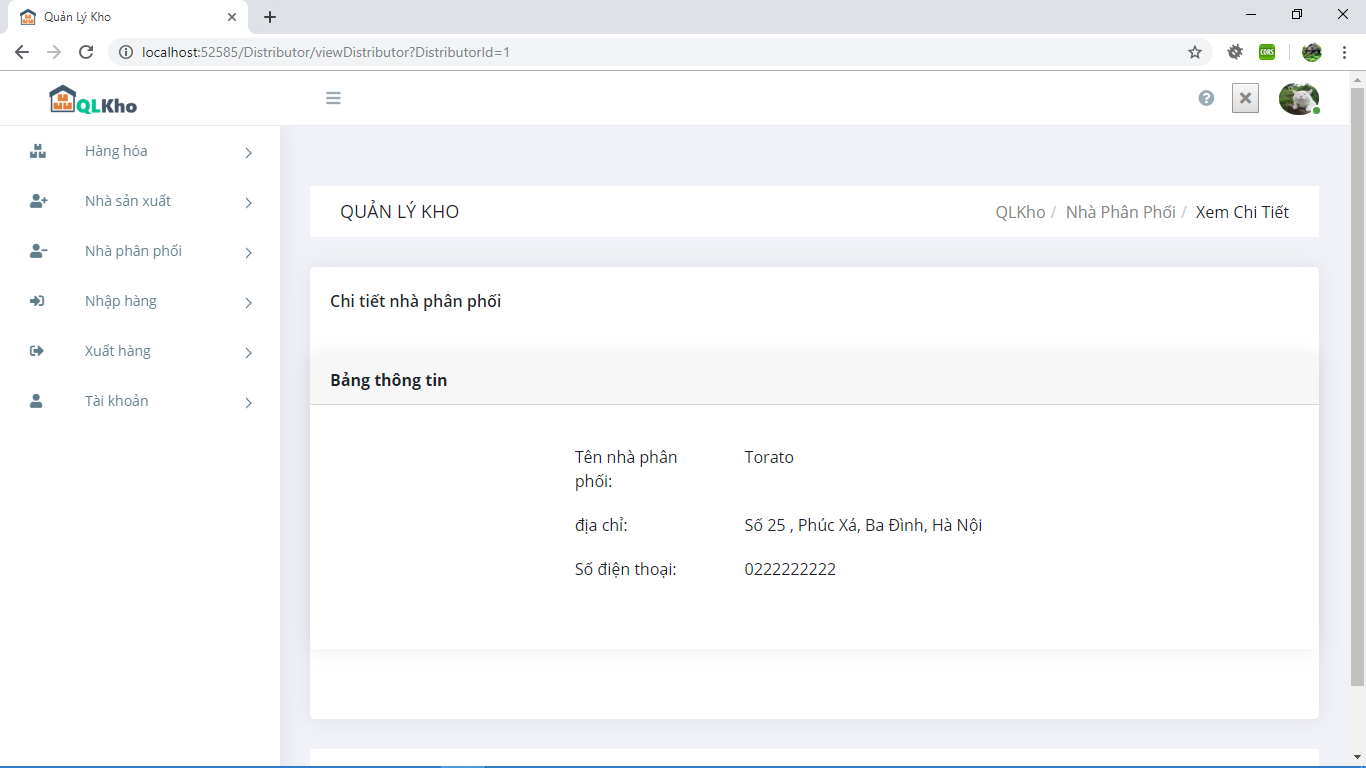 Quản Lý Kho
localhost:52585/Distributor/viewDistributor?DistributorId=1
CORS
QLKho
Hàng hóa
Nhà sản xuất
Nhà phân phối
Nhập hàng
Xuất hàng
Tài khoản
QUẢN LÝ KHO
QLKho / Nhà Phân Phối / Xem Chi Tiết
Chi tiết nhà phân phối
Bảng thông tin
Tên nhà phân phối: Torato
địa chỉ: Số 25 , Phúc Xá, Ba Đình, Hà Nội
Số điện thoại: 0222222222